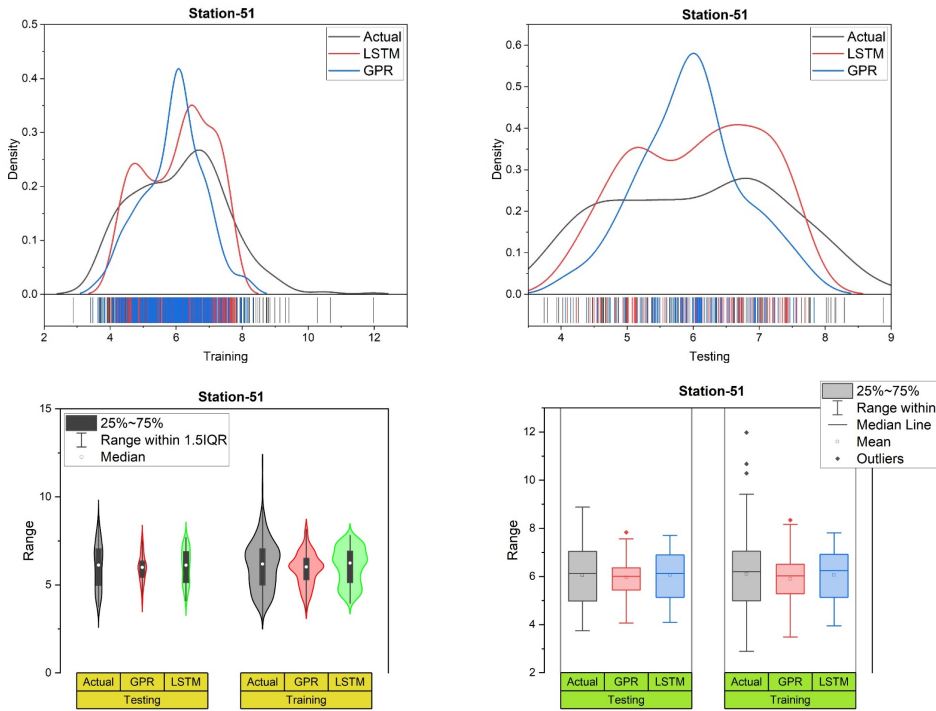 Station-51
0.5
0.4
0.3
0.2
0.1
0.0
Density
Actual
LSTM
GPR
2 4 6 8 10 12
Training
Station-51
0.6
0.5
0.4
0.3
0.2
0.1
0.0
Density
Actual
LSTM
GPR
4 5 6 7 8 9
Testing
Station-51
15
10
5
0
Range
25%~75%
Range within 1.5IQR
Median
Actual GPR LSTM Actual GPR LSTM
Testing Training
Station-51
12
10
8
6
4
2
Range
25%~75%
Range within
Median Line
Mean
Outliers
Actual GPR LSTM Actual GPR LSTM
Testing Training